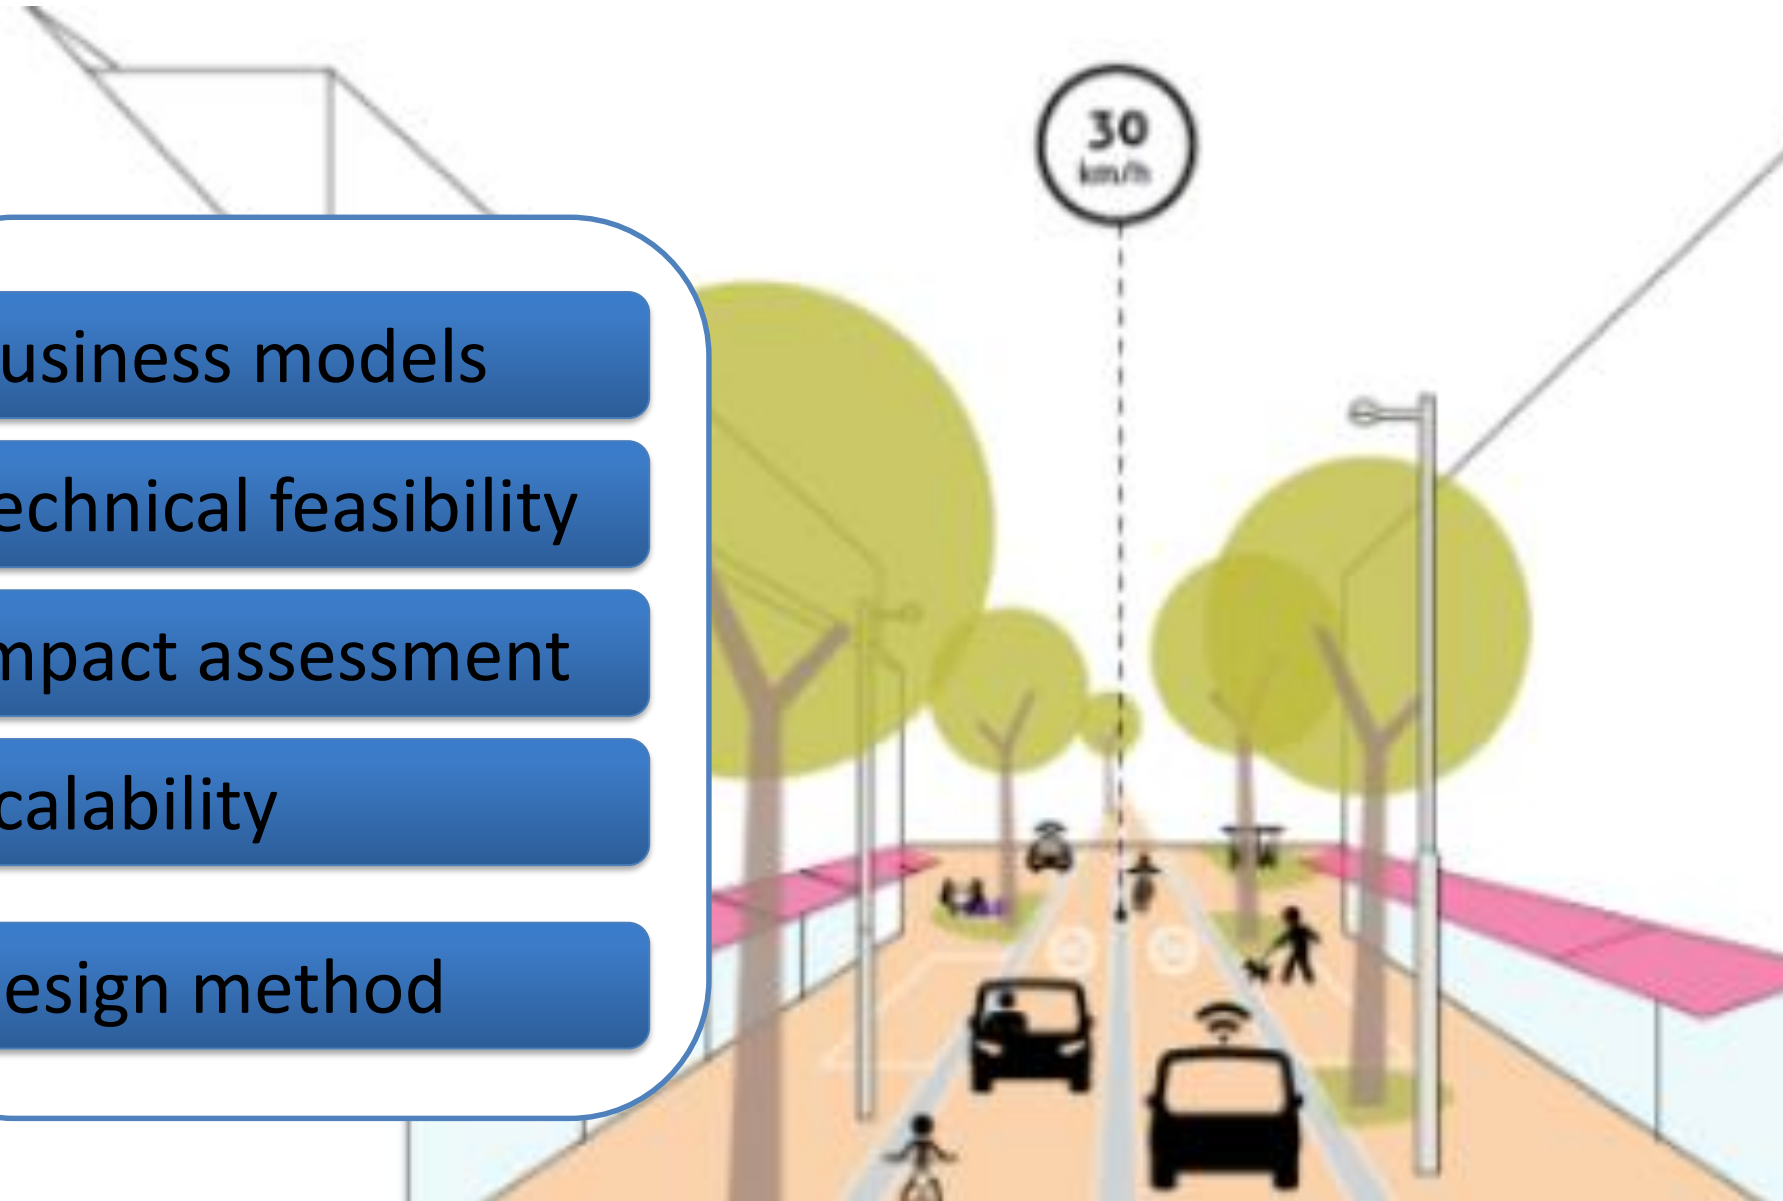 30
km/h
usiness models
echnical feasibility
mpact assessment
calability
esign method